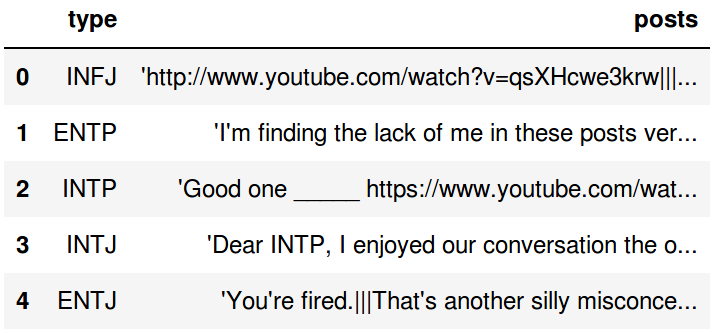 type posts
0 INFJ 'http://www.youtube.com/watch?v=qsXHcwe3krw|||...
1 ENTP 'I'm finding the lack of me in these posts ver...
2 INTP 'Good one _____ https://www.youtube.com/wat...
3 INTJ 'Dear INTP, I enjoyed our conversation the o...
4 ENTJ 'You're fired.|||That's another silly misconce...